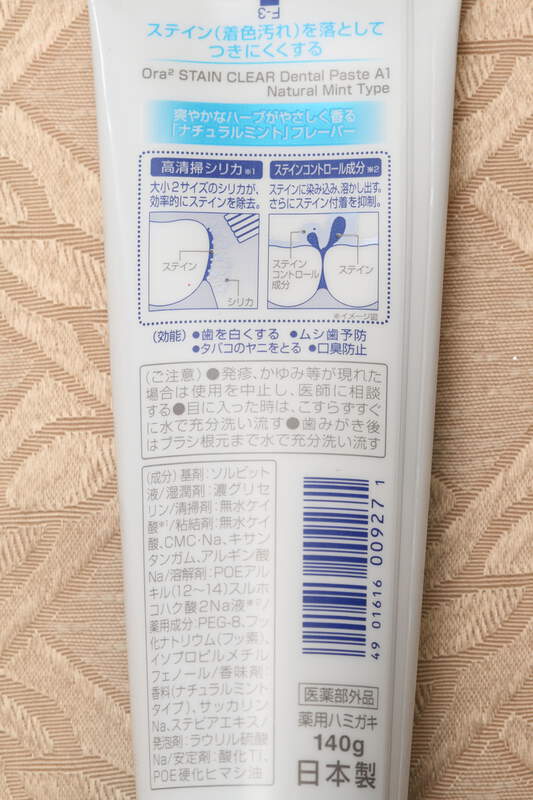 F-3
ステイン(着色汚れ)を落として
つきにくくする
Ora² STAIN CLEAR Dental Paste A1
Natural Mint Type
爽やかなハーブがやさしく香る
「ナチュラルミント」フレーバー
高清掃シリカ※1
大小2サイズのシリカが、
効率的にステインを除去。
ステイン
シリカ
ステインコントロール成分※2
ステインに染み込み、溶かし出す。
さらにステイン付着を抑制。
ステイン
コントロール
成分
ステイン
※イメージ図
(効能) ●歯を白くする ●ムシ歯予防
●タバコのヤニをとる ●口臭防止
(ご注意) ●発疹、かゆみ等が現れた
場合は使用を中止し、医師に相談
する●目に入った時は、こすらずすぐ
に水で充分洗い流す●歯みがき後
はブラシ根元まで水で充分洗い流す
(成分)基剤:ソルビット
液/湿潤剤:濃グリセ
リン/清掃剤:無水ケイ
酸※1/粘結剤:無水ケイ
酸、CMC・Na、キサン
タンガム、アルギン酸
Na/溶解剤:POEアル
キル(12～14)スルホ
コハク酸2Na液※2/
薬用成分:PEG-8、フッ
化ナトリウム(フッ素)、
イソプロピルメチル
フェノール/香味剤:
香料(ナチュラルミント
タイプ)、サッカリン
Na、ステビアエキス/
発泡剤:ラウリル硫酸
Na/安定剤:酸化Ti、
POE硬化ヒマシ油
49 01616 00927 1
医薬部外品
薬用ハミガキ
140g
日本製